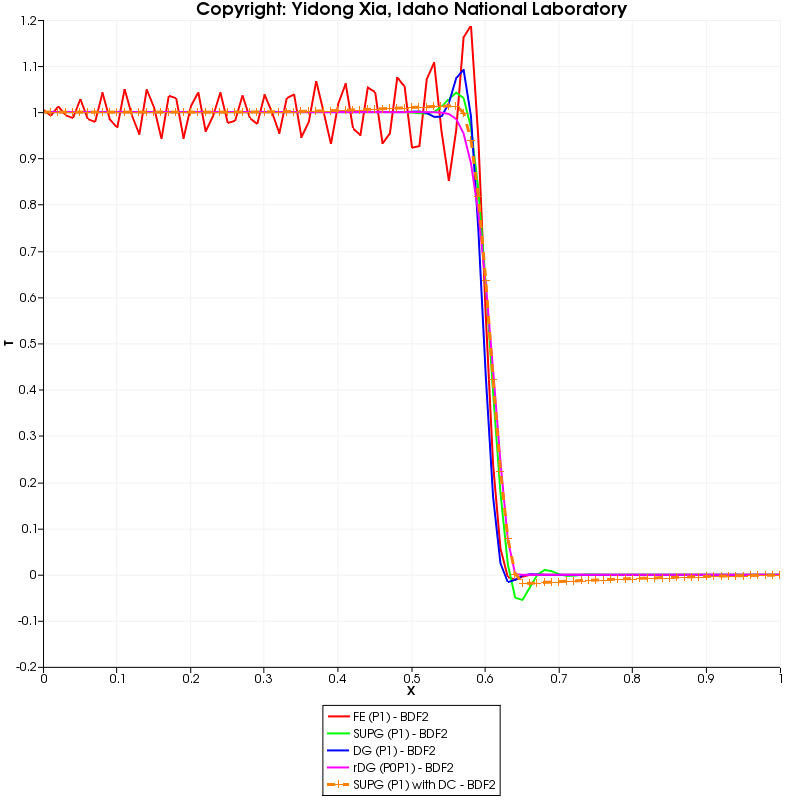 Copyright: Yidong Xia, Idaho National Laboratory
1.2
1.1
1
0.9
0.8
0.7
0.6
T
0.5
0.4
0.3
0.2
0.1
0
-0.1
-0.2
0 0.1 0.2 0.3 0.4 0.5 0.6 0.7 0.8 0.9 1
X
FE (P1) - BDF2
SUPG (P1) - BDF2
DG (P1) - BDF2
rDG (P0P1) - BDF2
SUPG (P1) with DC - BDF2